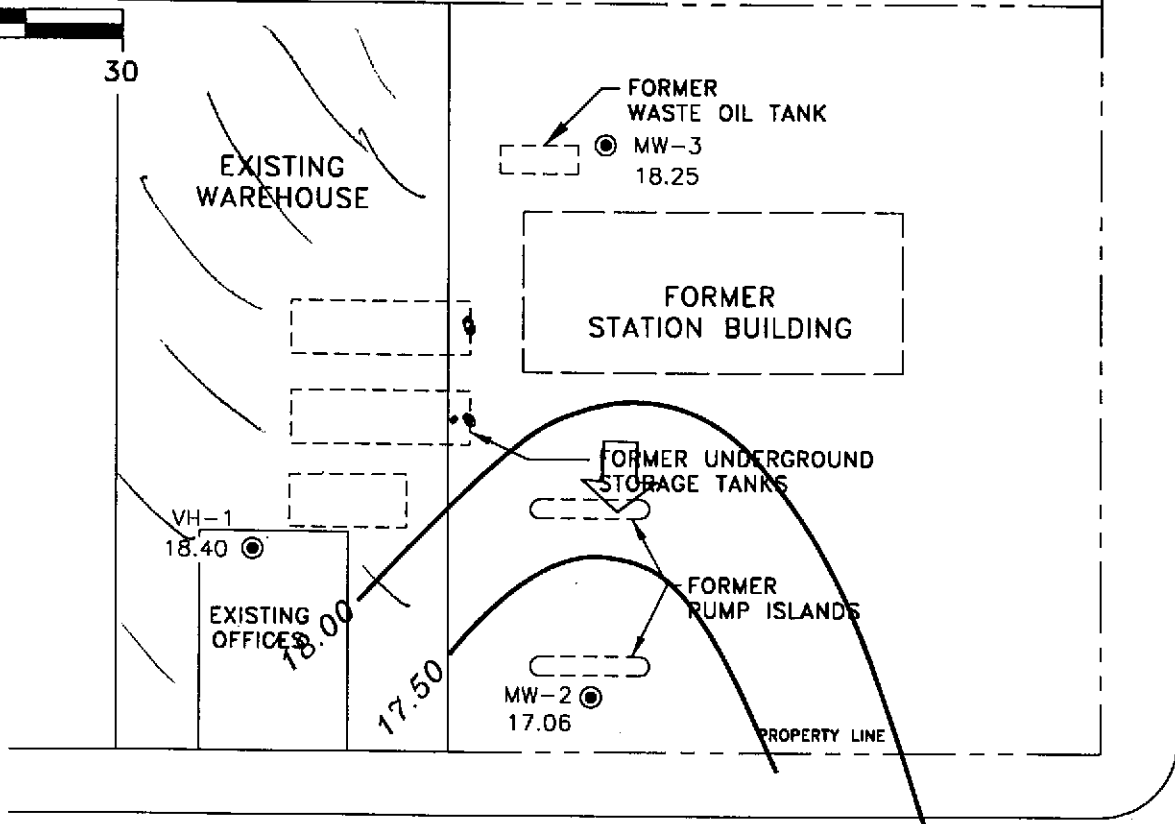 30
FORMER
WASTE OIL TANK
MW-3
18.25
EXISTING
WAREHOUSE
FORMER
STATION BUILDING
FORMER UNDERGROUND
STORAGE TANKS
VH-1
18.40
FORMER
PUMP ISLANDS
EXISTING
OFFICES
18.00
17.50
MW-2
17.06
PROPERTY LINE